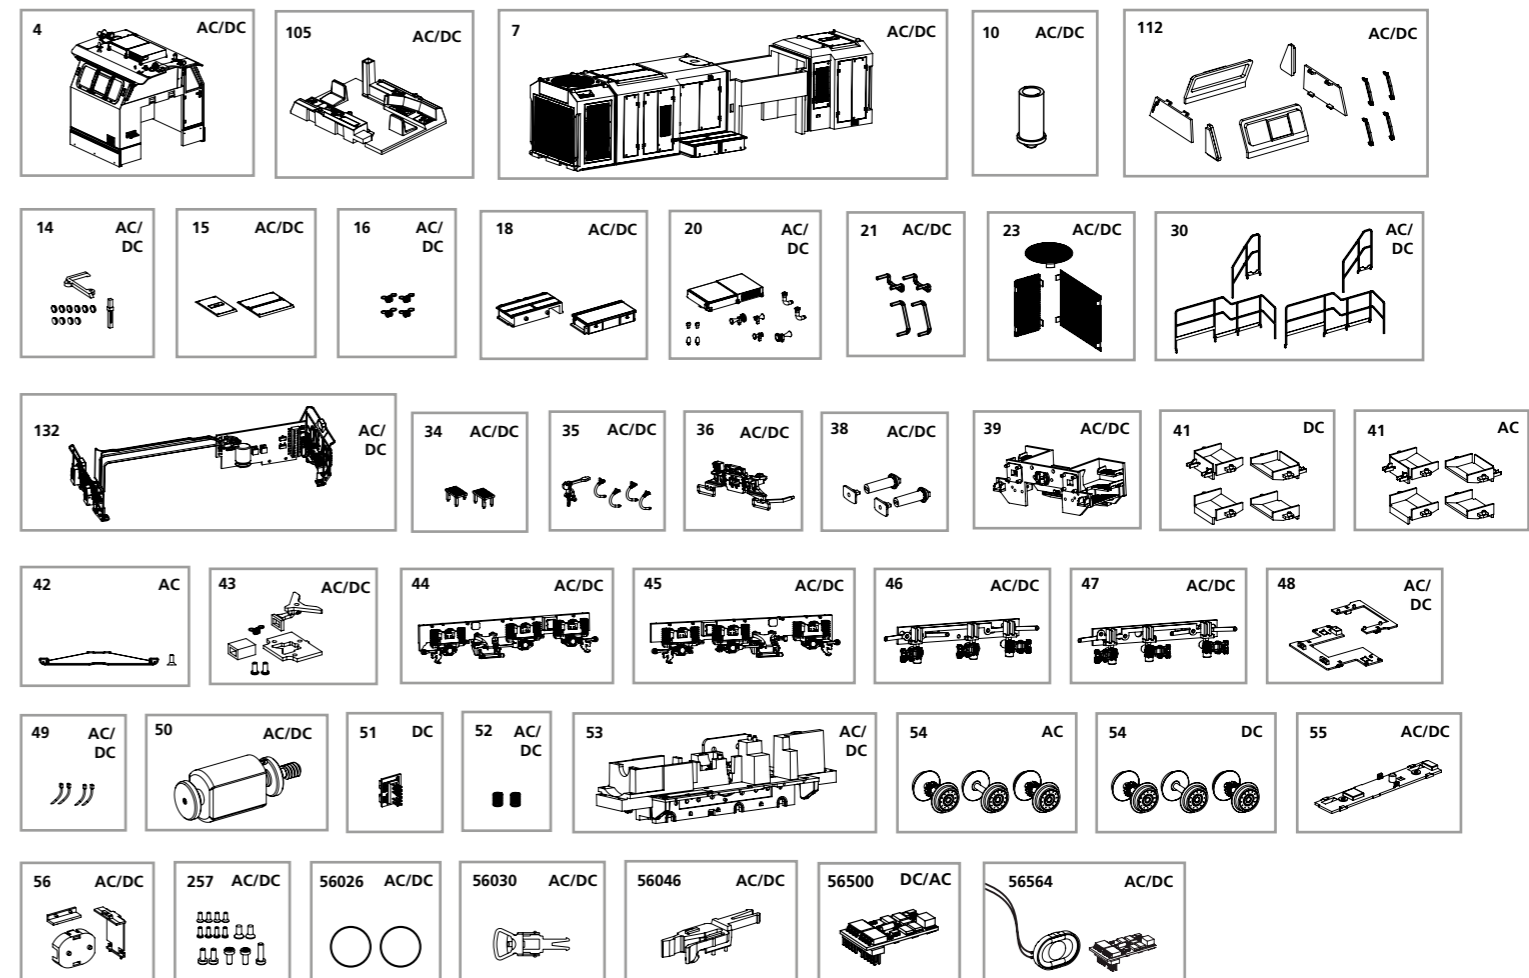 4 AC/DC
105 AC/DC
7 AC/DC
10 AC/DC
112 AC/DC
14 AC/
DC
15 AC/DC
16 AC/
DC
18 AC/DC
20 AC/
DC
21 AC/DC
23 AC/DC
30 AC/
DC
132 AC/
DC
34 AC/DC
35 AC/DC
36 AC/DC
38 AC/DC
39 AC/DC
41 DC
41 AC
42 AC
43 AC/DC
44 AC/DC
45 AC/DC
46 AC/DC
47 AC/DC
48 AC/
DC
49 AC/
DC
50 AC/DC
51 DC
52 AC/
DC
53 AC/
DC
54 AC
54 DC
55 AC/DC
56 AC/DC
257 AC/DC
56026 AC/DC
56030 AC/DC
56046 AC/DC
56500 DC/AC
56564 AC/DC